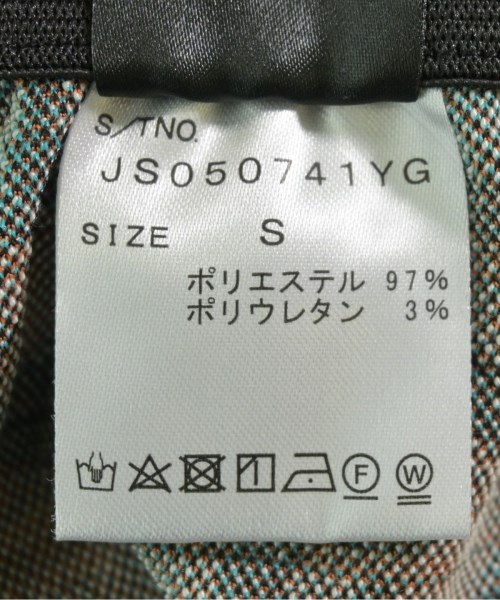 S/TNO.
JS050741YG
SIZE S
ポリエステル 97%
ポリウレタン 3%
F W